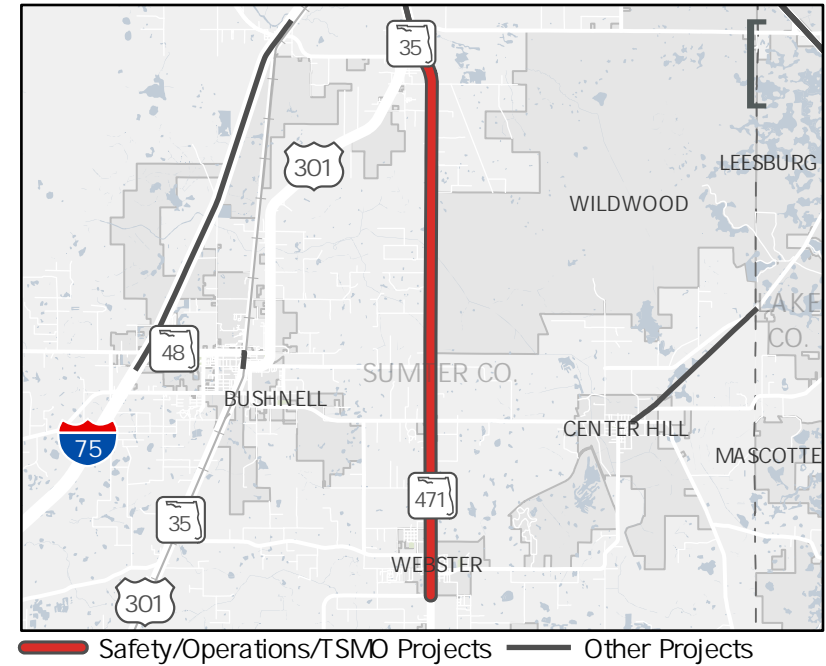 35
301
LEESBURG
WILDWOOD
LAKE
CO.
48
SUMTER CO.
BUSHNELL
75
CENTER HILL
MASCOTTE
471
35
WEBSTER
301
Safety/Operations/TSMO Projects
Other Projects